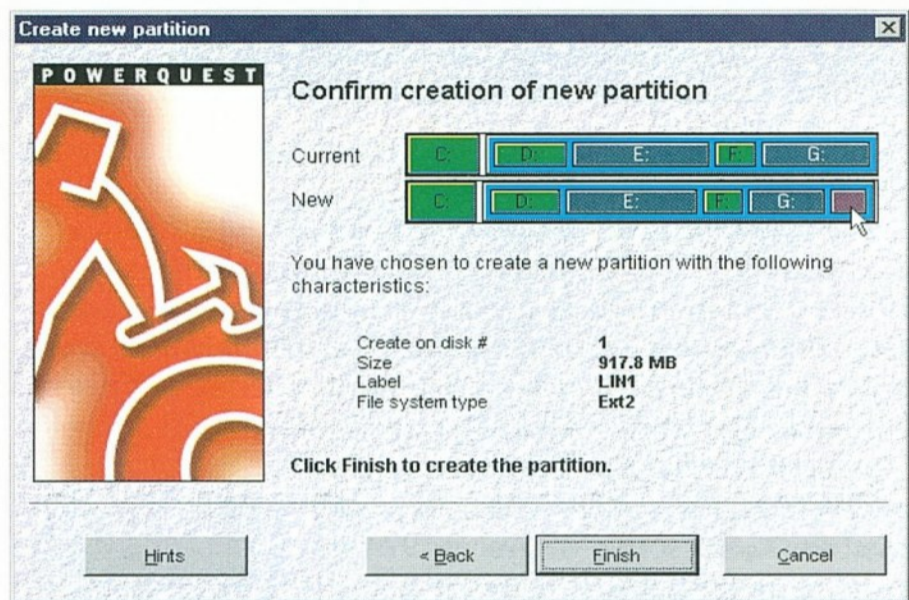 Create new partition
POWERQUEST
Confirm creation of new partition
Current C: D: E: F: G:
New C: D: E: F: G:
You have chosen to create a new partition with the following
characteristics:
Create on disk # 1
Size 917.8 MB
Label LIN1
File system type Ext2
Click Finish to create the partition.
Hints < Back Finish Cancel